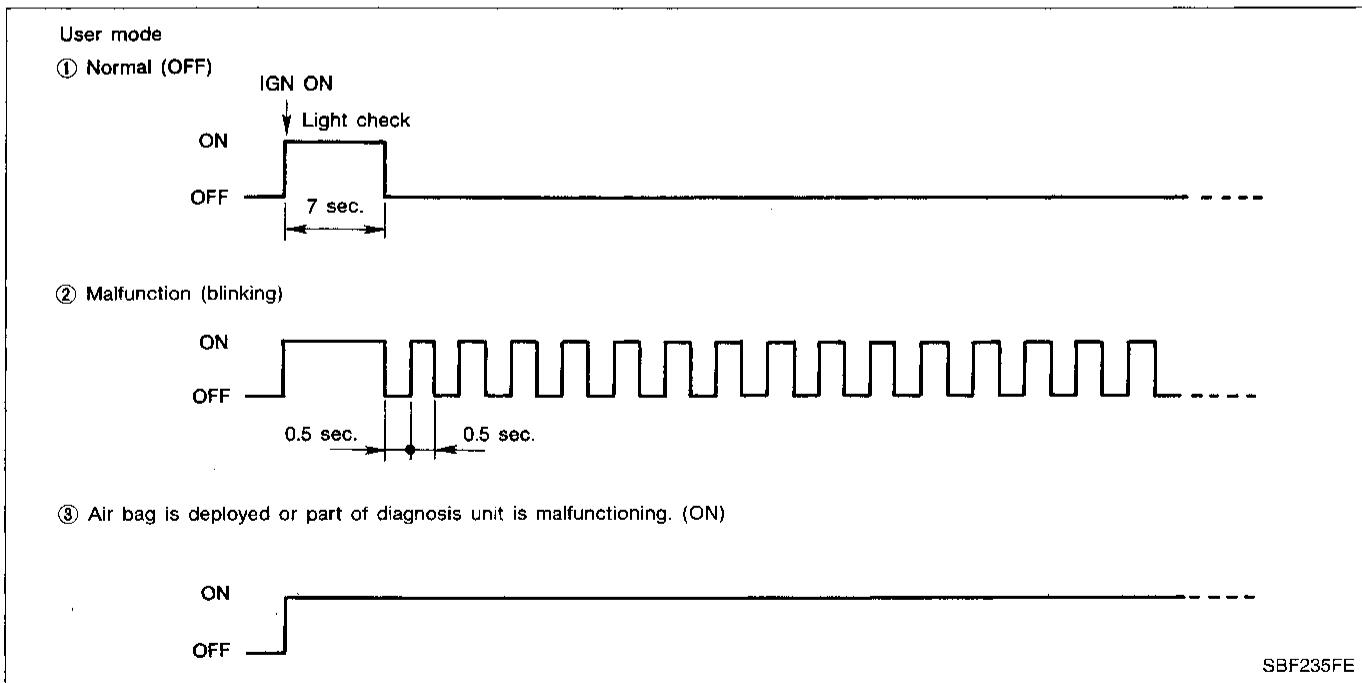 User mode
① Normal (OFF)
IGN ON
Light check
ON
OFF
7 sec.
② Malfunction (blinking)
ON
OFF
0.5 sec. 0.5 sec.
③ Air bag is deployed or part of diagnosis unit is malfunctioning. (ON)
ON
OFF
SBF235FE